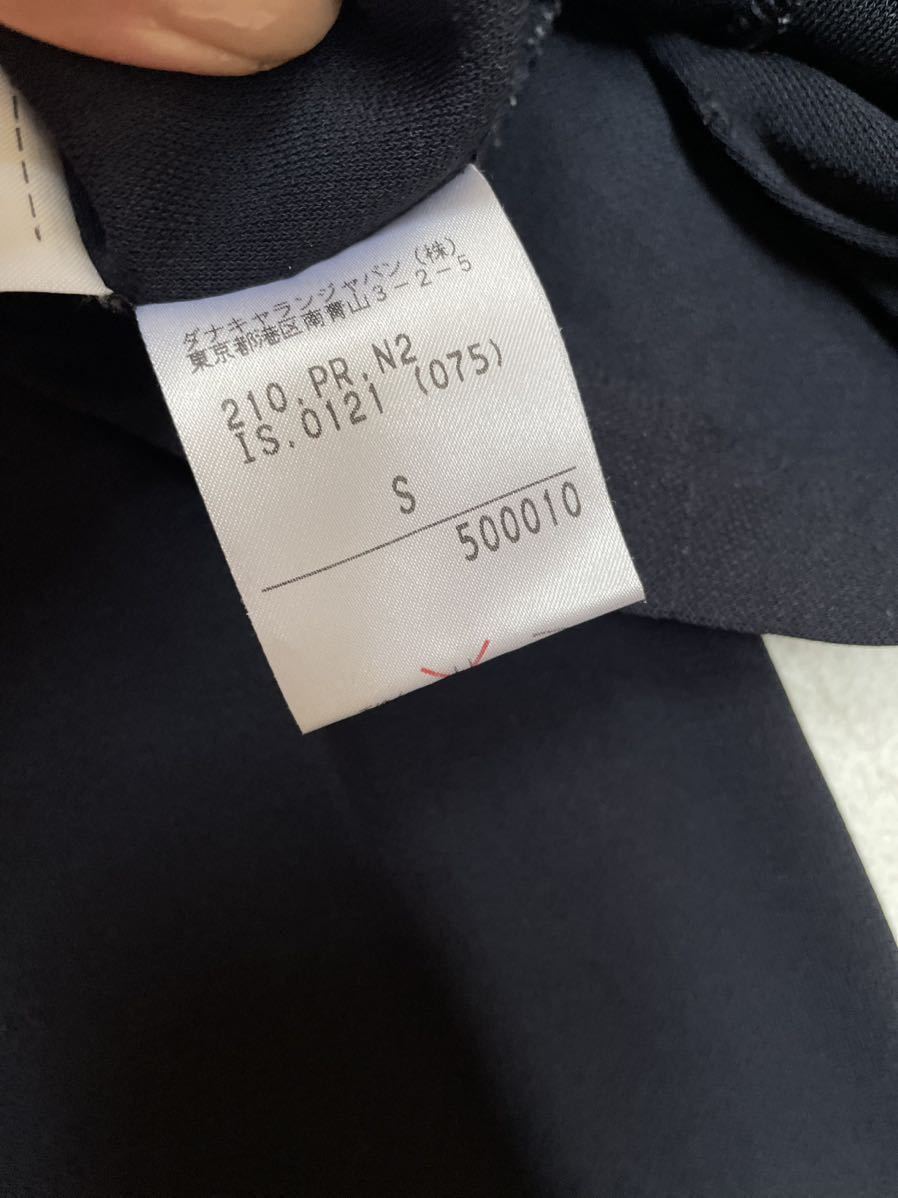 ダナキャランジャパン(株)
東京都港区南青山3-2-5
210.PR.N2
IS.0121 (075)
S
500010